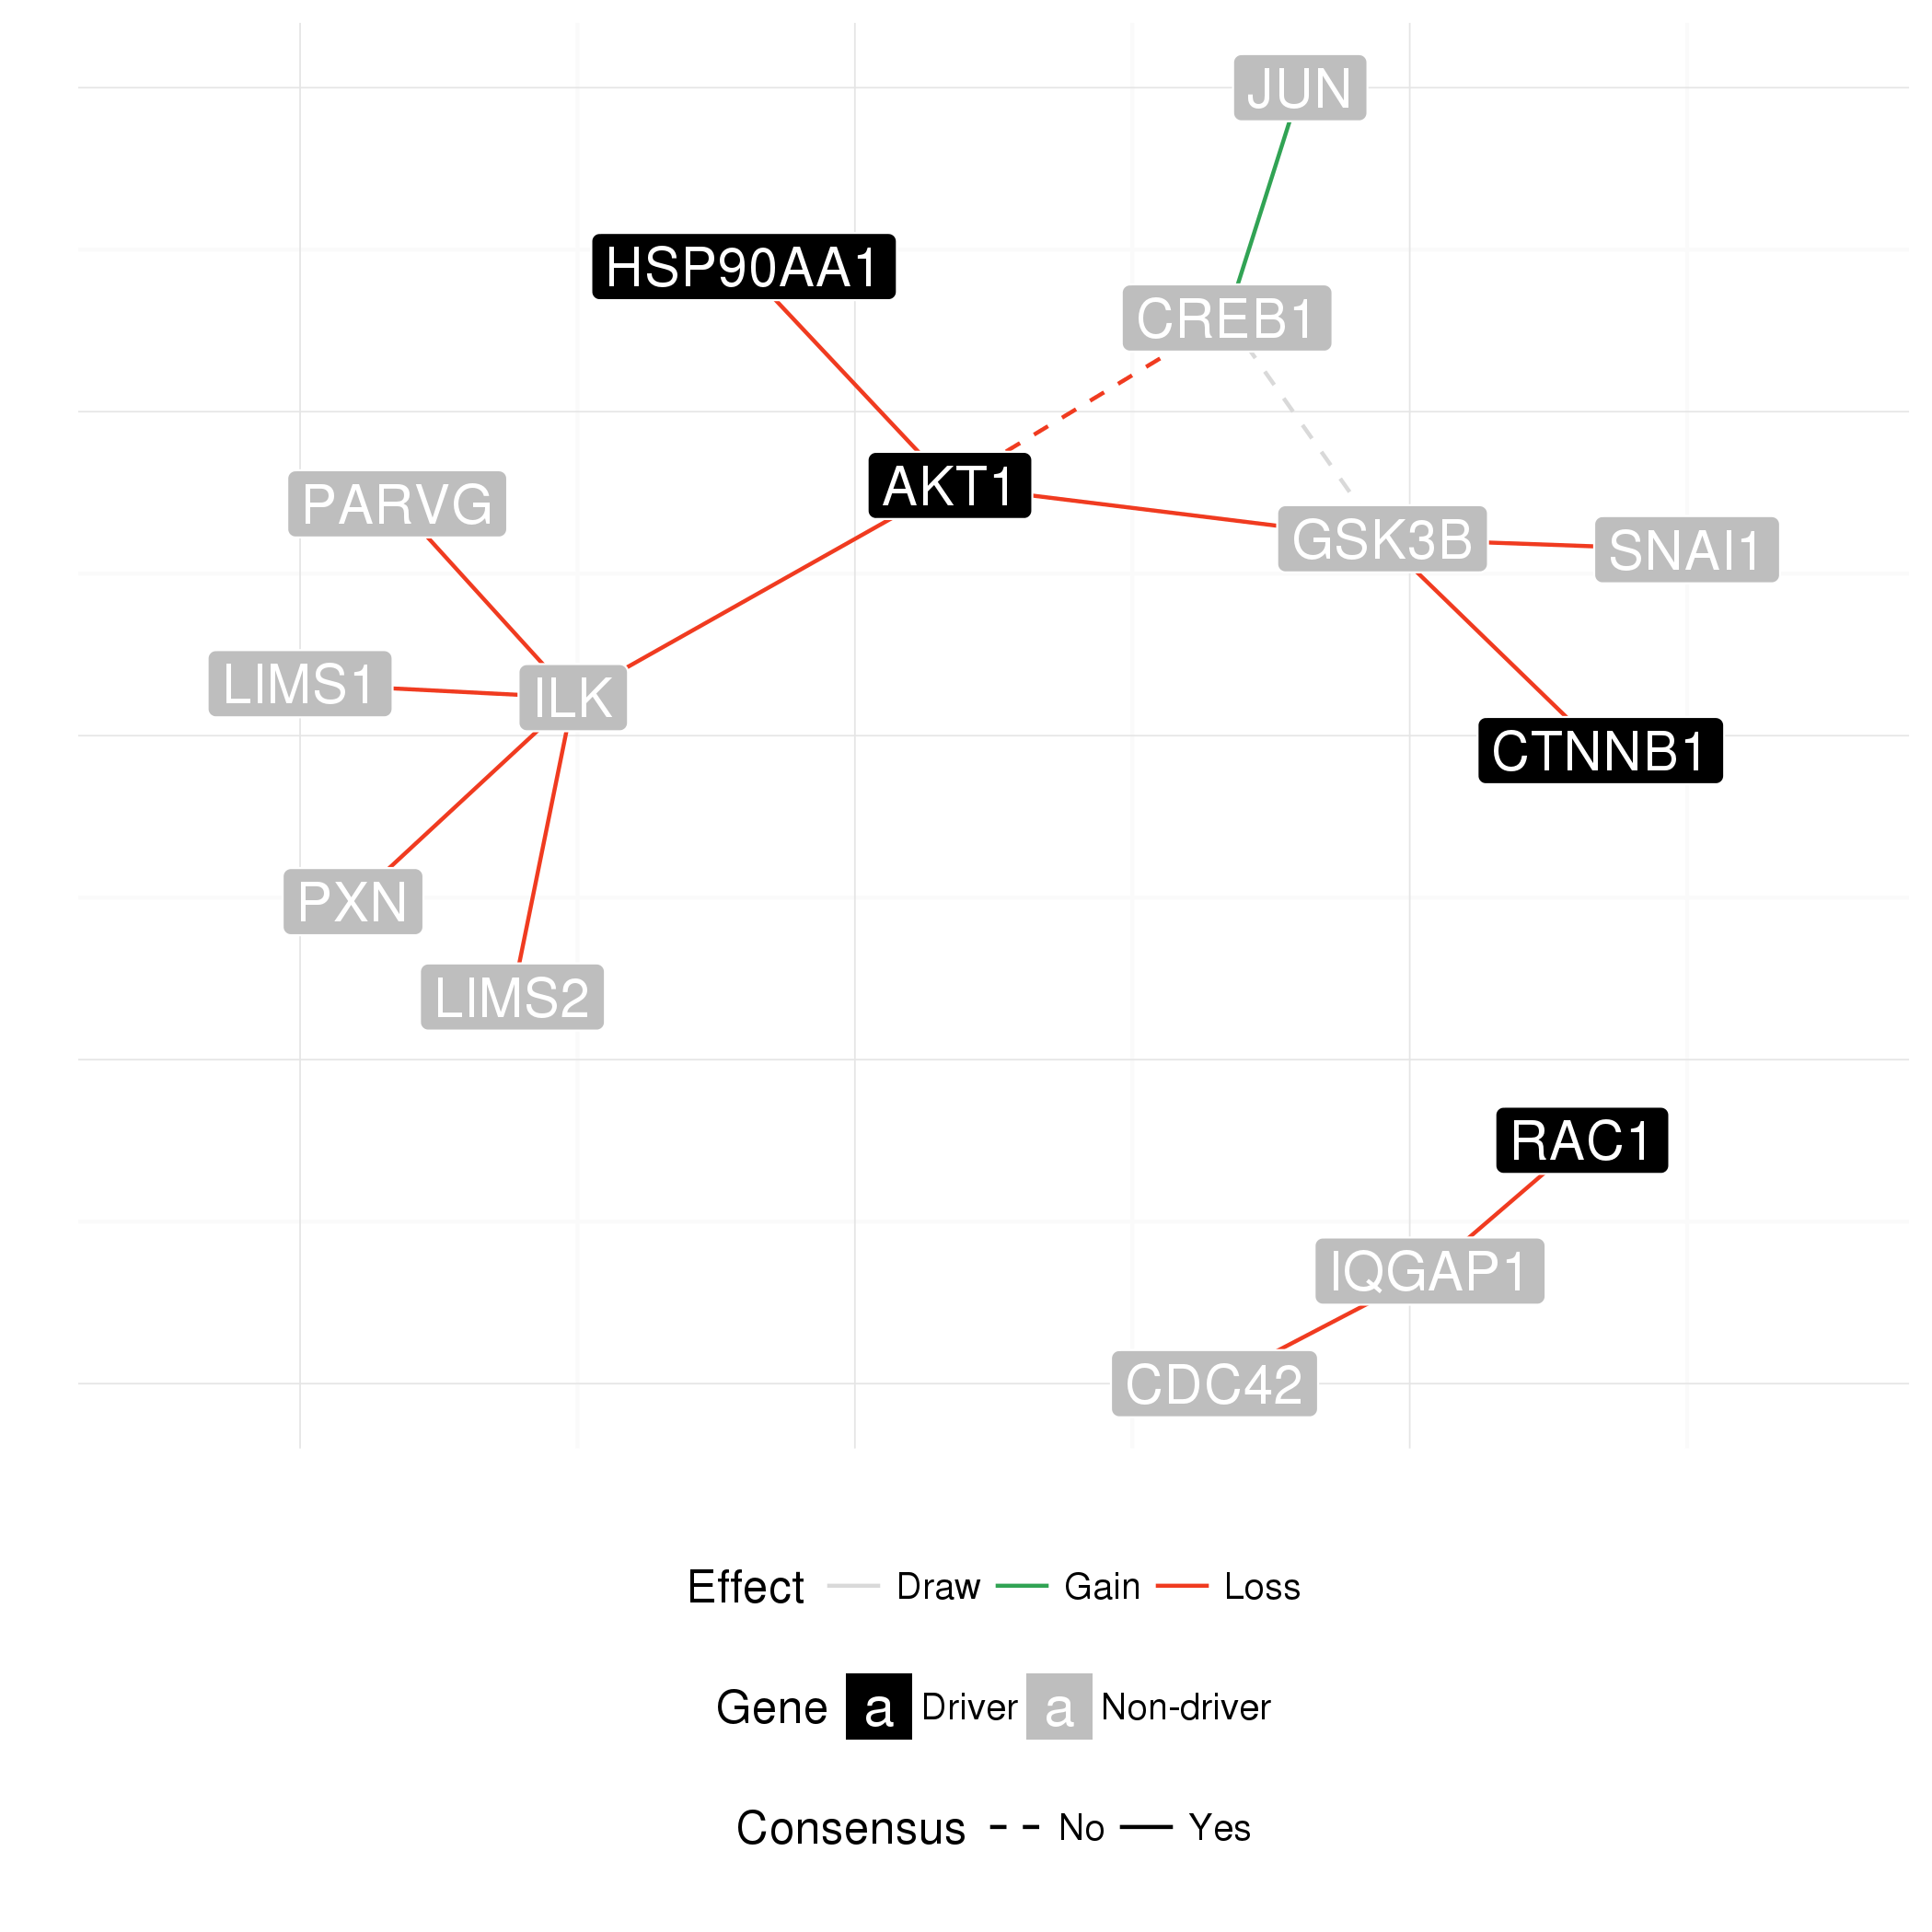 JUN
HSP90AA1
CREB1
AKT1
PARVG
GSK3B
SNAI1
LIMS1
ILK
CTNNB1
PXN
LIMS2
RAC1
IQGAP1
CDC42
Effect Draw Gain Loss
Gene a Driver a Non-driver
Consensus No Yes